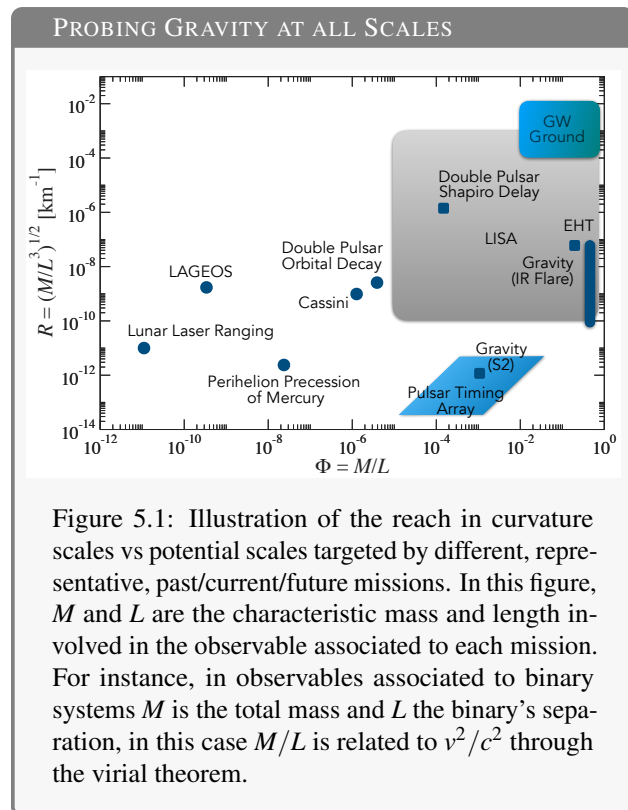 PROBING GRAVITY AT ALL SCALES
10^-2
10^-4
10^-6
10^-8
10^-10
10^-12
10^-14
R = (M/L^3)^1/2 [km^-1]
GW
Ground
Double Pulsar
Shapiro Delay
LISA
EHT
Gravity
(IR Flare)
Double Pulsar
Orbital Decay
LAGEOS
Cassini
Lunar Laser Ranging
Perihelion Precession
of Mercury
Gravity
(S2)
Pulsar Timing
Array
10^-12 10^-10 10^-8 10^-6 10^-4 10^-2 10^0
Φ = M/L
Figure 5.1: Illustration of the reach in curvature
scales vs potential scales targeted by different, repre-
sentative, past/current/future missions. In this figure,
M and L are the characteristic mass and length in-
volved in the observable associated to each mission.
For instance, in observables associated to binary
systems M is the total mass and L the binary's sepa-
ration, in this case M/L is related to v²/c² through
the virial theorem.